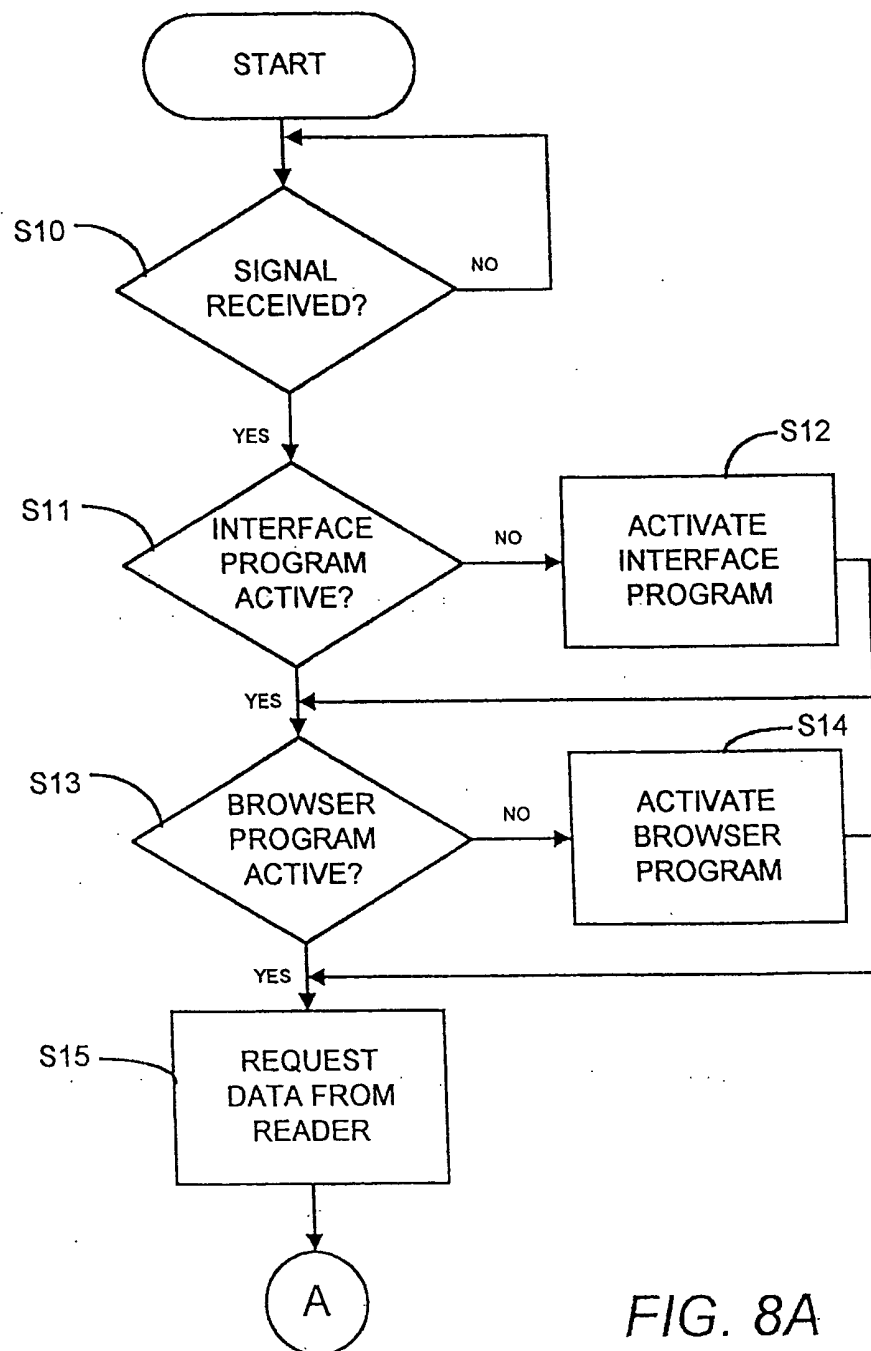 START
S10
SIGNAL
RECEIVED?
NO
YES
S12
S11
INTERFACE
PROGRAM
ACTIVE?
NO
ACTIVATE
INTERFACE
PROGRAM
YES
S14
S13
BROWSER
PROGRAM
ACTIVE?
NO
ACTIVATE
BROWSER
PROGRAM
YES
S15
REQUEST
DATA FROM
READER
A
FIG. 8A